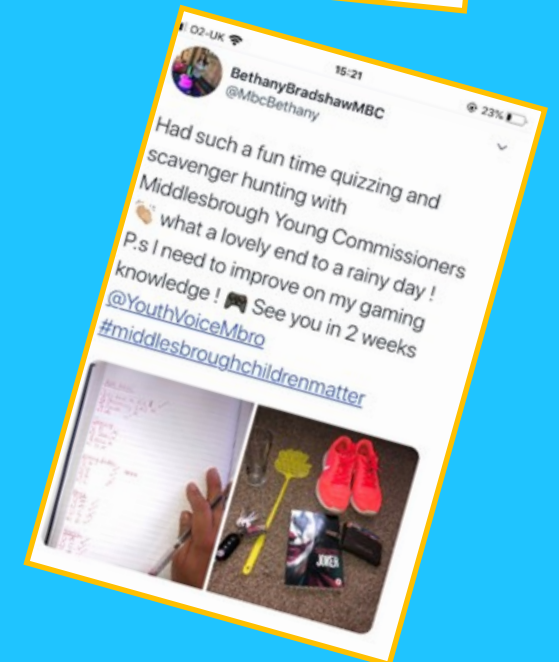 O2-UK
15:21
23%
BethanyBradshawMBC
@MbcBethany
Had such a fun time quizzing and
scavenger hunting with
Middlesbrough Young Commissioners
👏🏼 what a lovely end to a rainy day !
P.s I need to improve on my gaming
knowledge ! 🎮 See you in 2 weeks
@YouthVoiceMbro
#middlesbroughchildrenmatter
JOKER